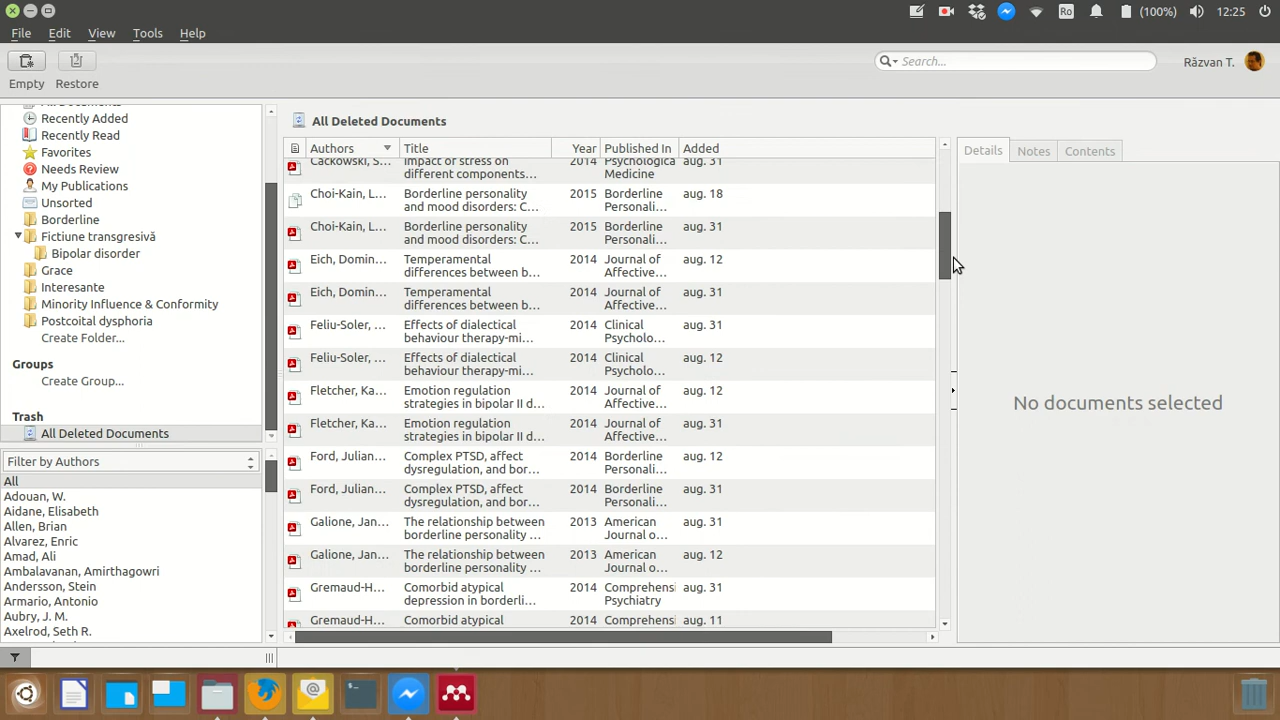 Ro
(100%)
12:25
File Edit View Tools Help
Empty
Restore
Search...
Răzvan T.
Recently Added
Recently Read
Favorites
Needs Review
My Publications
Unsorted
Borderline
Fictiune transgresivă
Bipolar disorder
Grace
Interesante
Minority Influence & Conformity
Postcoital dysphoria
Create Folder...
Groups
Create Group...
Trash
All Deleted Documents
Filter by Authors
All
Adouan, W.
Aidane, Elisabeth
Allen, Brian
Alvarez, Enric
Amad, Ali
Ambalavanan, Amirthagowri
Andersson, Stein
Armario, Antonio
Aubry, J. M.
Axelrod, Seth R.
All Deleted Documents
Authors Title Year Published In Added
Cackowski, S... Impact of stress on 2014 Psychologica aug. 31
different components... Medicine
Choi-Kain, L... Borderline personality 2015 Borderline aug. 18
and mood disorders: C... Personali...
Choi-Kain, L... Borderline personality 2015 Borderline aug. 31
and mood disorders: C... Personali...
Eich, Domin... Temperamental 2014 Journal of aug. 12
differences between b... Affective...
Eich, Domin... Temperamental 2014 Journal of aug. 31
differences between b... Affective...
Feliu-Soler, ... Effects of dialectical 2014 Clinical aug. 31
behaviour therapy-mi... Psycholo...
Feliu-Soler, ... Effects of dialectical 2014 Clinical aug. 12
behaviour therapy-mi... Psycholo...
Fletcher, Ka... Emotion regulation 2014 Journal of aug. 12
strategies in bipolar II d... Affective...
Fletcher, Ka... Emotion regulation 2014 Journal of aug. 31
strategies in bipolar II d... Affective...
Ford, Julian... Complex PTSD, affect 2014 Borderline aug. 12
dysregulation, and bor... Personali...
Ford, Julian... Complex PTSD, affect 2014 Borderline aug. 31
dysregulation, and bor... Personali...
Galione, Jan... The relationship between 2013 American aug. 31
borderline personality ... Journal o...
Galione, Jan... The relationship between 2013 American aug. 12
borderline personality ... Journal o...
Gremaud-H... Comorbid atypical 2014 Comprehensi aug. 31
depression in borderli... Psychiatry
Gremaud-H... Comorbid atypical 2014 Comprehensi aug. 11
Details Notes Contents
No documents selected